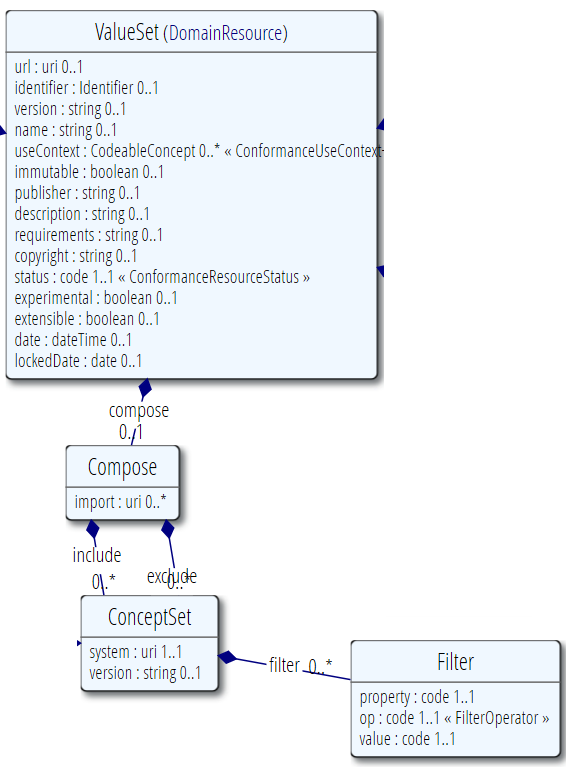 ValueSet (DomainResource)
url : uri 0..1
identifier : Identifier 0..1
version : string 0..1
name : string 0..1
useContext : CodeableConcept 0..* « ConformanceUseContext
immutable : boolean 0..1
publisher : string 0..1
description : string 0..1
requirements : string 0..1
copyright : string 0..1
status : code 1..1 « ConformanceResourceStatus »
experimental : boolean 0..1
extensible : boolean 0..1
date : dateTime 0..1
lockedDate : date 0..1
compose
0..1
Compose
import : uri 0..*
include
0..*
exclude
0..*
ConceptSet
system : uri 1..1
version : string 0..1
filter 0..*
Filter
property : code 1..1
op : code 1..1 « FilterOperator »
value : code 1..1